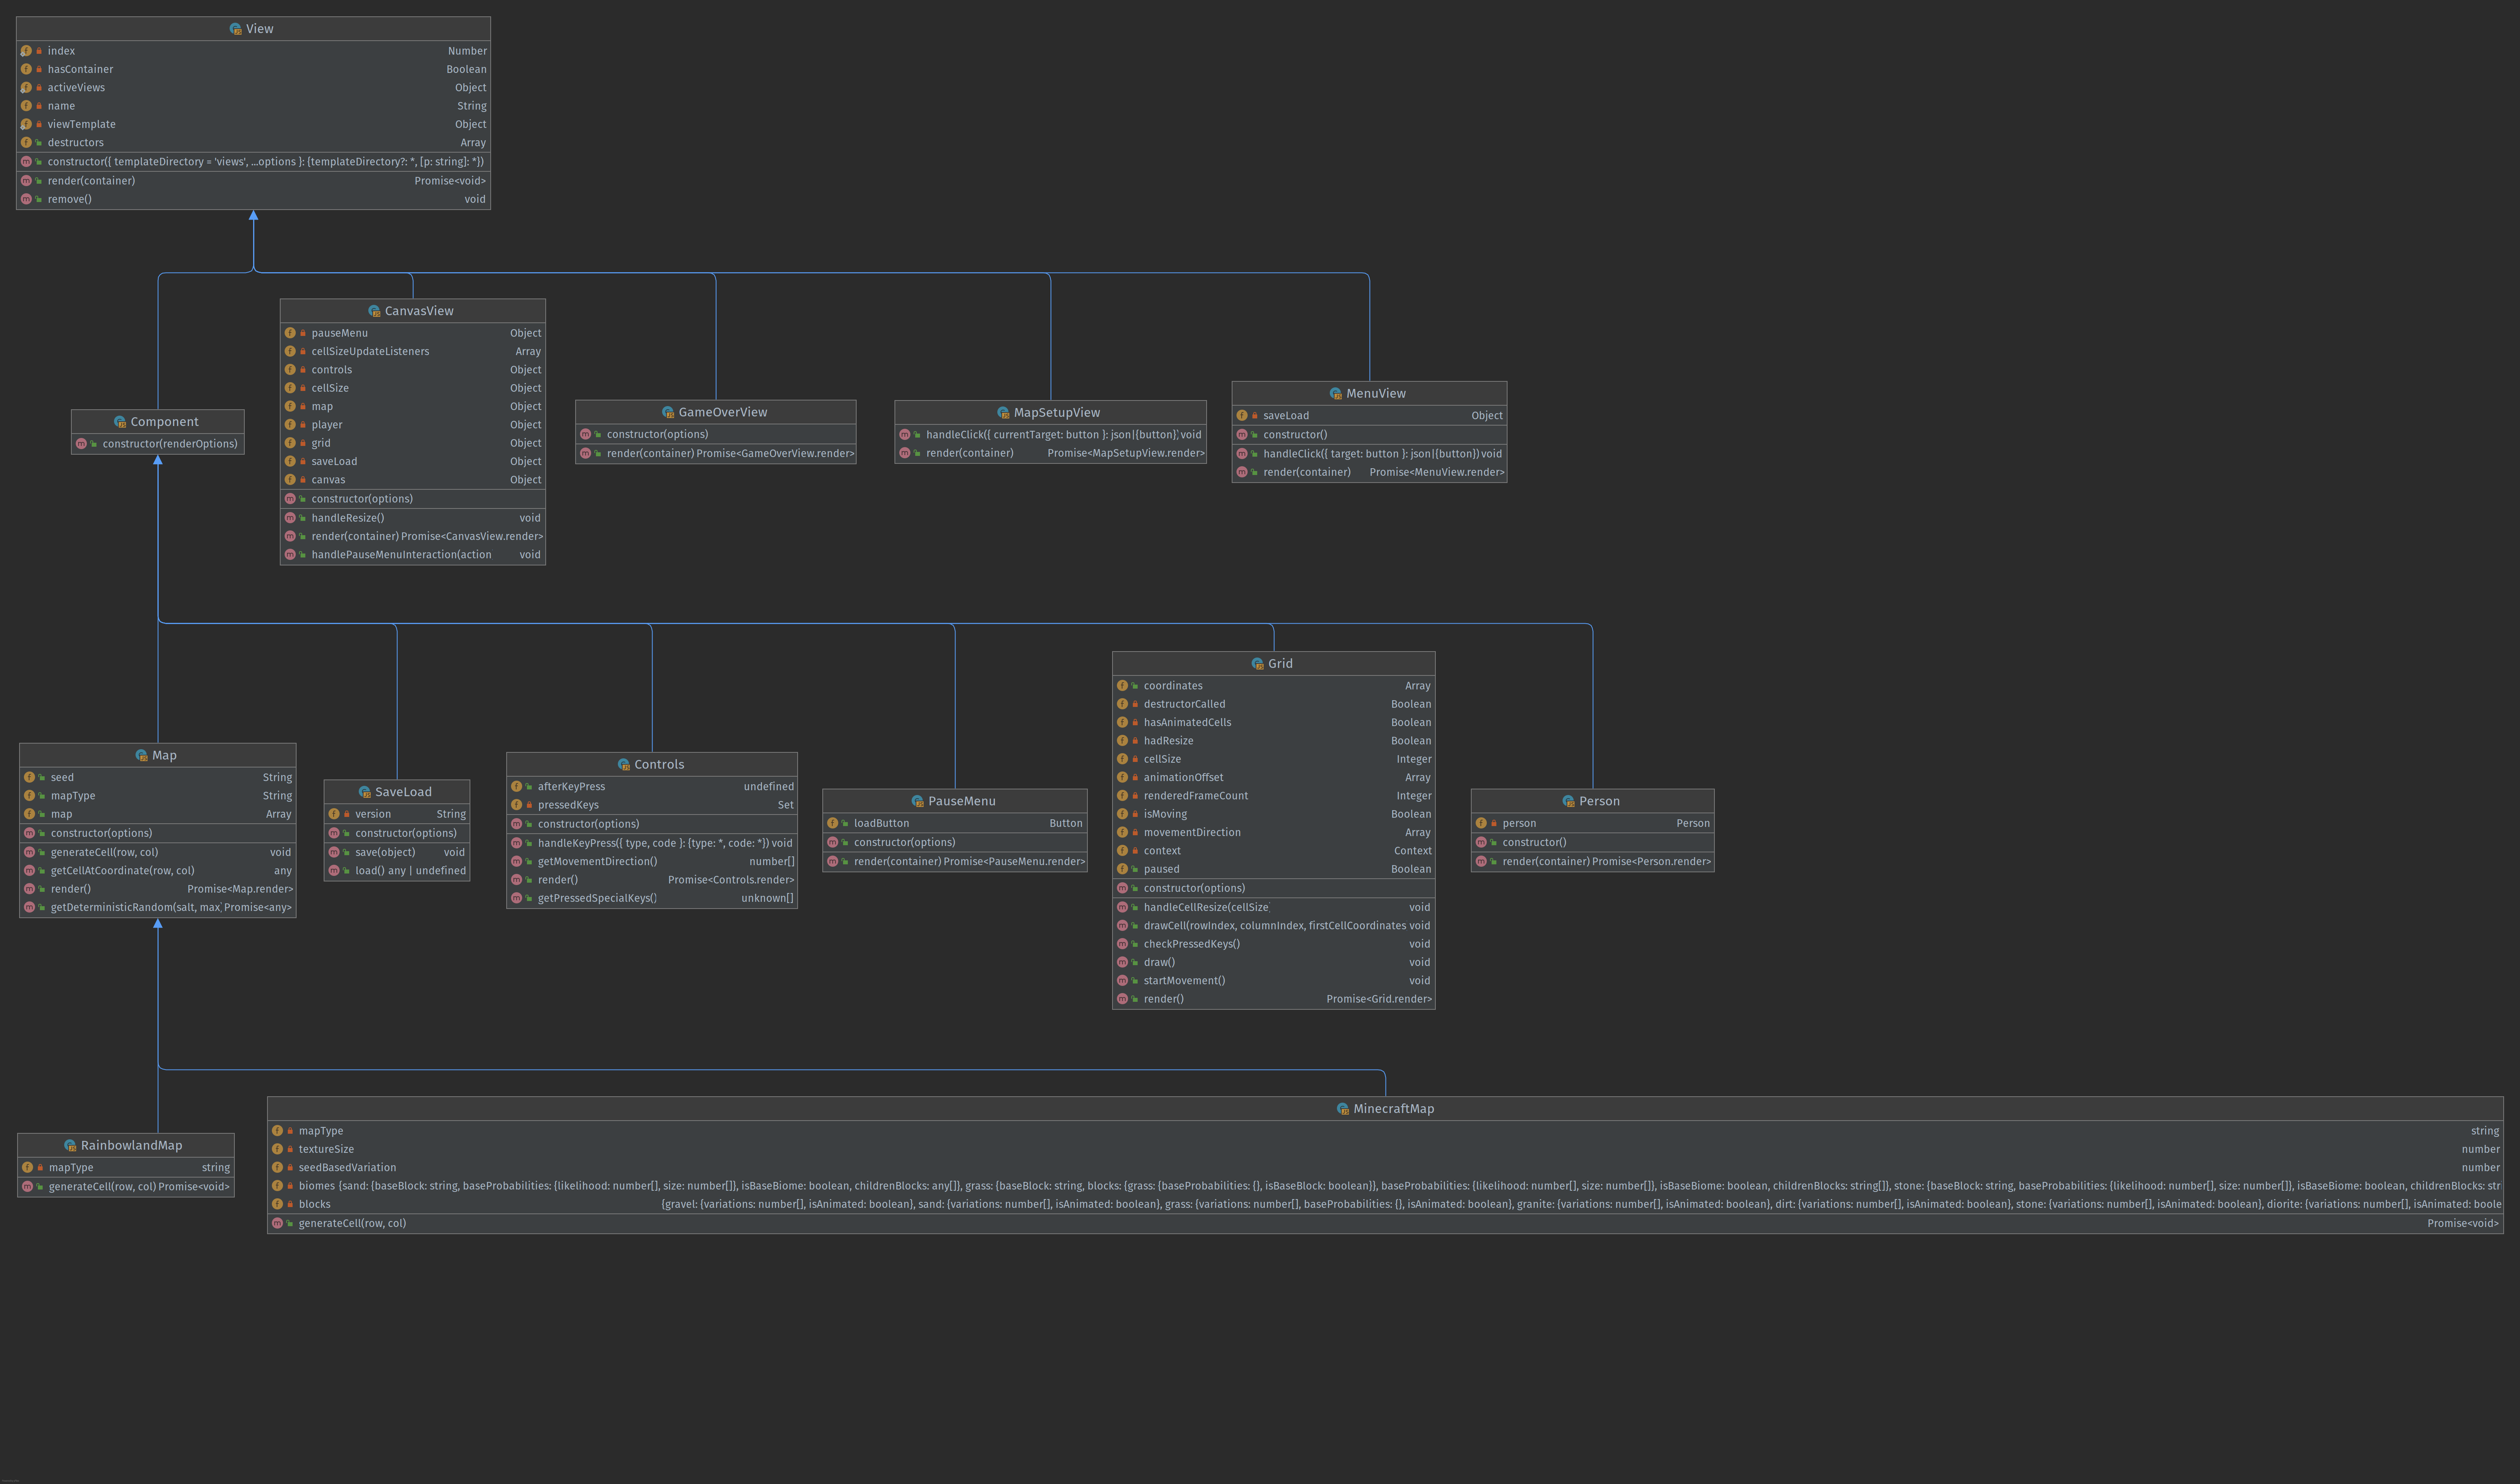 View
index Number
hasContainer Boolean
activeViews Object
name String
viewTemplate Object
destructors Array
constructor({ templateDirectory = 'views', ...options }: {templateDirectory?: *, [p: string]: *})
render(container) Promise<void>
remove() void
CanvasView
pauseMenu Object
cellSizeUpdateListeners Array
controls Object
cellSize Object
map Object
player Object
grid Object
saveLoad Object
canvas Object
constructor(options)
handleResize() void
render(container) Promise<CanvasView.render>
handlePauseMenuInteraction(action void
Component
constructor(renderOptions)
GameOverView
constructor(options)
render(container) Promise<GameOverView.render>
MapSetupView
handleClick({ currentTarget: button }: json|{button} void
render(container) Promise<MapSetupView.render>
MenuView
saveLoad Object
constructor()
handleClick({ target: button }: json|{button}) void
render(container) Promise<MenuView.render>
Map
seed String
mapType String
map Array
constructor(options)
generateCell(row, col) void
getCellAtCoordinate(row, col) any
render() Promise<Map.render>
getDeterministicRandom(salt, max Promise<any>
SaveLoad
version String
constructor(options)
save(object) void
load() any | undefined
Controls
afterKeyPress undefined
pressedKeys Set
constructor(options)
handleKeyPress({ type, code }: {type: *, code: *}) void
getMovementDirection() number[]
render() Promise<Controls.render>
getPressedSpecialKeys() unknown[]
PauseMenu
loadButton Button
constructor(options)
render(container) Promise<PauseMenu.render>
Grid
coordinates Array
destructorCalled Boolean
hasAnimatedCells Boolean
hadResize Boolean
cellSize Integer
animationOffset Array
renderedFrameCount Integer
isMoving Boolean
movementDirection Array
context Context
paused Boolean
constructor(options)
handleCellResize(cellSize void
drawCell(rowIndex, columnIndex, firstCellCoordinates void
checkPressedKeys() void
draw() void
startMovement() void
render() Promise<Grid.render>
Person
person Person
constructor()
render(container) Promise<Person.render>
RainbowlandMap
mapType string
generateCell(row, col) Promise<void>
MinecraftMap
mapType string
textureSize number
seedBasedVariation number
biomes {sand: {baseBlock: string, baseProbabilities: {likelihood: number[], size: number[]}, isBaseBiome: boolean, childrenBlocks: any[]}, grass: {baseBlock: string, blocks: {grass: {baseProbabilities: {}, isBaseBlock: boolean}}, baseProbabilities: {likelihood: number[], size: number[]}, isBaseBiome: boolean, childrenBlocks: string[]}, stone: {baseBlock: string, baseProbabilities: {likelihood: number[], size: number[]}, isBaseBiome: boolean, childrenBlocks: str
blocks {gravel: {variations: number[], isAnimated: boolean}, sand: {variations: number[], isAnimated: boolean}, grass: {variations: number[], baseProbabilities: {}, isAnimated: boolean}, granite: {variations: number[], isAnimated: boolean}, dirt: {variations: number[], isAnimated: boolean}, stone: {variations: number[], isAnimated: boolean}, diorite: {variations: number[], isAnimated: boole
generateCell(row, col) Promise<void>